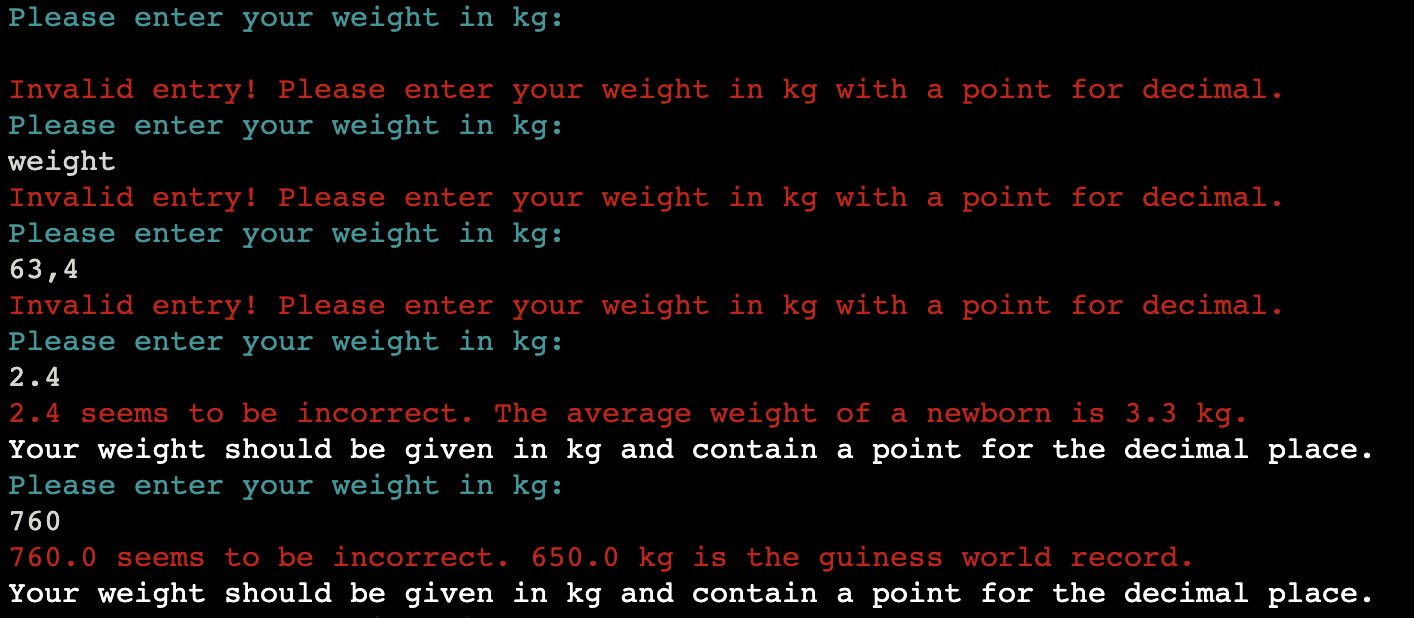 Please enter your weight in kg:
Invalid entry! Please enter your weight in kg with a point for decimal.
Please enter your weight in kg:
weight
Invalid entry! Please enter your weight in kg with a point for decimal.
Please enter your weight in kg:
63,4
Invalid entry! Please enter your weight in kg with a point for decimal.
Please enter your weight in kg:
2.4
2.4 seems to be incorrect. The average weight of a newborn is 3.3 kg.
Your weight should be given in kg and contain a point for the decimal place.
Please enter your weight in kg:
760
760.0 seems to be incorrect. 650.0 kg is the guiness world record.
Your weight should be given in kg and contain a point for the decimal place.